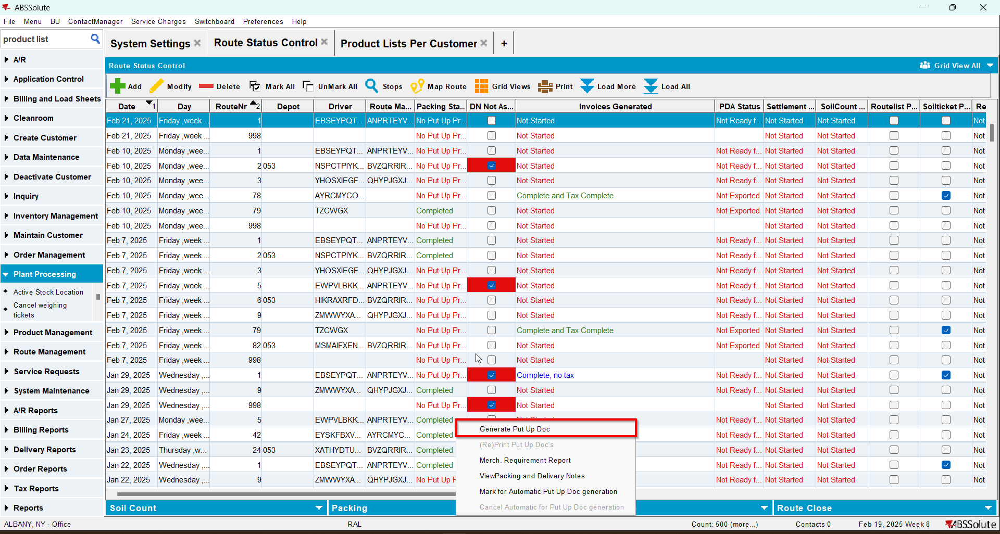 ABSSolute
File Menu BU ContactManager Service Charges Switchboard Preferences Help
product list
System Settings Route Status Control Product Lists Per Customer +
Route Status Control Grid View All
Add Modify Delete Mark All UnMark All Stops Map Route Grid Views Print Load More Load All
A/R
Application Control
Billing and Load Sheets
Cleanroom
Create Customer
Data Maintenance
Deactivate Customer
Inquiry
Inventory Management
Maintain Customer
Order Management
Plant Processing
Active Stock Location
Cancel weighing
tickets
Product Management
Route Management
Service Requests
System Maintenance
A/R Reports
Billing Reports
Delivery Reports
Order Reports
Tax Reports
Reports
Date 1 Day RouteNr 2 Depot Driver Route Ma... Packing Sta... DN Not As... Invoices Generated PDA Status Settlement ... SoilCount ... Routelist P... Soilticket P... Re
Feb 21, 2025 Friday ,week ... 1 EBSEYPQT... ANPRTEYV... No Put Up Pr... Not Started Not Ready f... Not Started Not Started Not
Feb 21, 2025 Friday ,week ... 998 No Put Up Pr... Not Started Not Started Not Started Not
Feb 10, 2025 Monday ,wee... 1 EBSEYPQT... ANPRTEYV... No Put Up Pr... Not Started Not Ready f... Not Started Not Started Not
Feb 10, 2025 Monday ,wee... 2 053 NSPCTPIYK... BVZQRRIR... No Put Up Pr... Not Started Not Ready f... Not Started Not Started Not
Feb 10, 2025 Monday ,wee... 3 YHOSXIEGF... QHYPJGXJ... No Put Up Pr... Not Started Not Ready f... Not Started Not Started Not
Feb 10, 2025 Monday ,wee... 78 AYRCMYCO... No Put Up Pr... Complete and Tax Complete Not Exported Not Started Not Started Not
Feb 10, 2025 Monday ,wee... 79 TZCWGX Completed Not Started Not Exported Not Started Not Started Not
Feb 10, 2025 Monday ,wee... 998 No Put Up Pr... Not Started Not Started Not Started Not
Feb 7, 2025 Friday ,week ... 1 EBSEYPQT... ANPRTEYV... Completed Not Started Not Ready f... Not Started Not Started Not
Feb 7, 2025 Friday ,week ... 2 053 NSPCTPIYK... BVZQRRIR... Completed Not Started Not Ready f... Not Started Not Started Not
Feb 7, 2025 Friday ,week ... 3 YHOSXIEGF... QHYPJGXJ... No Put Up Pr... Not Started Not Ready f... Not Started Not Started Not
Feb 7, 2025 Friday ,week ... 5 EWPVLBKK... ANPRTEYV... No Put Up Pr... Not Started Not Ready f... Not Started Not Started Not
Feb 7, 2025 Friday ,week ... 6 053 HIKRAXRFD... BVZQRRIR... No Put Up Pr... Not Started Not Ready f... Not Started Not Started Not
Feb 7, 2025 Friday ,week ... 9 ZMWWYXA... QHYPJGXJ... No Put Up Pr... Not Started Not Ready f... Not Started Not Started Not
Feb 7, 2025 Friday ,week ... 79 TZCWGX No Put Up Pr... Complete and Tax Complete Not Exported Not Started Not Started Not
Feb 7, 2025 Friday ,week ... 82 053 MSMAIFXEN... BVZQRRIR... No Put Up Pr... Not Started Not Exported Not Started Not Started Not
Feb 7, 2025 Friday ,week ... 998 No Put Up Pr... Not Started Not Started Not Started Not
Jan 29, 2025 Wednesday ,... 1 EBSEYPQT... ANPRTEYV... No Put Up Pr... Complete, no tax Not Ready f... Not Started Not Started Not
Jan 29, 2025 Wednesday ,... 9 ZMWWYXA... QHYPJGXJ... Completed Not Started Not Ready f... Not Started Not Started Not
Jan 29, 2025 Wednesday ,... 998 No Put Up Pr... Not Started Not Started Not Started Not
Jan 27, 2025 Monday ,wee... 5 EWPVLBKK... ANPRTEYV... Completed Not Started Not Ready f... Not Started Not Started Not
Jan 24, 2025 Friday ,week ... 42 EYSKFBXV... AYRCMYC... Completed Not Ready f... Not Started Not Started Not
Jan 23, 2025 Thursday ,w... 24 053 XATHYDTU... BVZQRRIR... Completed Not Ready f... Not Started Not Started Not
Jan 22, 2025 Wednesday ,... 1 EBSEYPQT... ANPRTEYV... Completed Not Ready f... Not Started Not Started Not
Jan 22, 2025 Wednesday ,... 9 ZMWWYXA... QHYPJGXJ... No Put Up Not Ready f... Not Started Not Started Not
Generate Put Up Doc
(Re)Print Put Up Doc's
Merch. Requirement Report
ViewPacking and Delivery Notes
Mark for Automatic Put Up Doc generation
Cancel Automatic for Put Up Doc generation
Soil Count Packing Route Close
ALBANY, NY - Office RAL Count: 500 (more...) Contacts 0 Feb 19, 2025 Week 8 ABSSolute